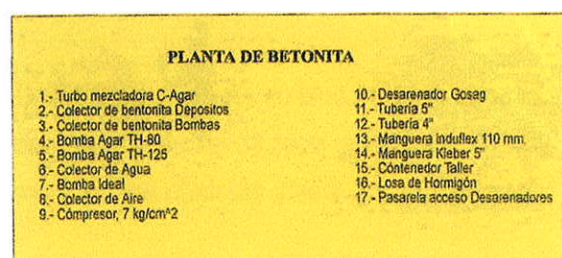 PLANTA DE BETONITA
1.- Turbo mezcladora C-Agar
2.- Colector de bentonita Depositos
3.- Colector de bentonita Bombas
4.- Bomba Agar TH-80
5.- Bomba Agar TH-125
6.- Colector de Agua
7.- Bomba Ideal
8.- Colector de Aire
9.- Cómpresor, 7 kg/cm^2
10.- Desarenador Gosag
11.- Tubería 5"
12.- Tubería 4"
13.- Manguera Induflex 110 mm
14.- Manguera Kleber 5"
15.- Cóntenedor Taller
16.- Losa de Hormigón
17.- Pasarela acceso Desarenadores